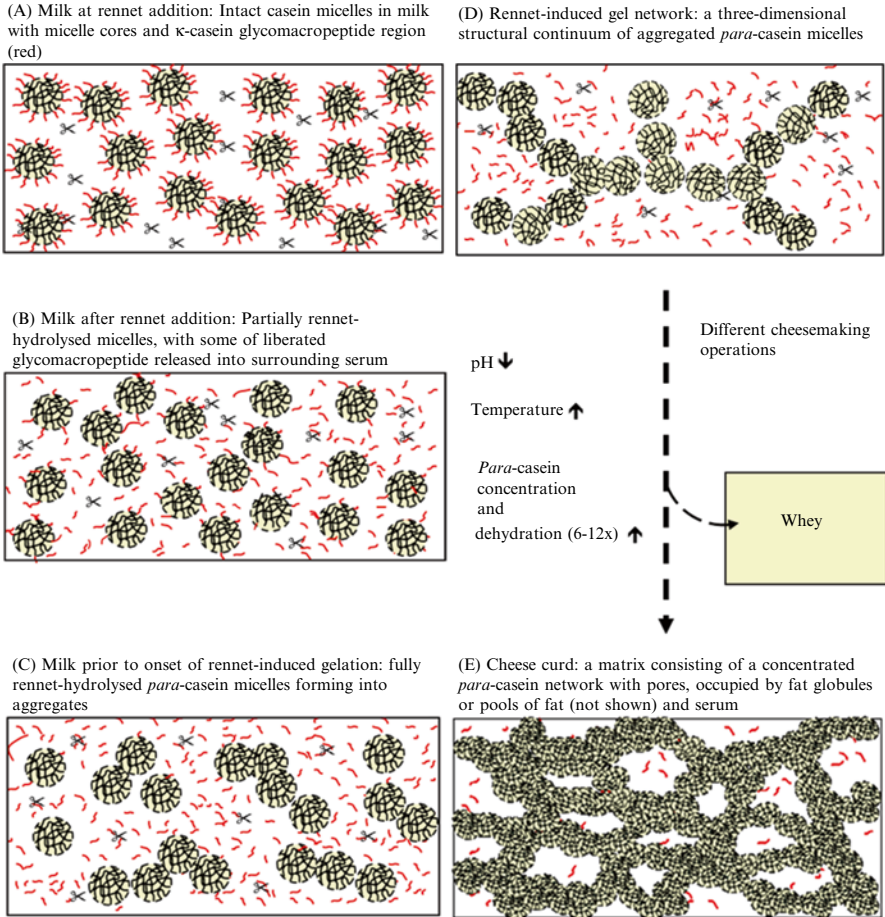 (A) Milk at rennet addition: Intact casein micelles in milk
with micelle cores and κ-casein glycomacropeptide region
(red)
(B) Milk after rennet addition: Partially rennet-
hydrolysed micelles, with some of liberated
glycomacropeptide released into surrounding serum
(C) Milk prior to onset of rennet-induced gelation: fully
rennet-hydrolysed para-casein micelles forming into
aggregates
(D) Rennet-induced gel network: a three-dimensional
structural continuum of aggregated para-casein micelles
Different cheesemaking
operations
pH
Temperature
Para-casein
concentration
and
dehydration (6-12x)
Whey
(E) Cheese curd: a matrix consisting of a concentrated
para-casein network with pores, occupied by fat globules
or pools of fat (not shown) and serum